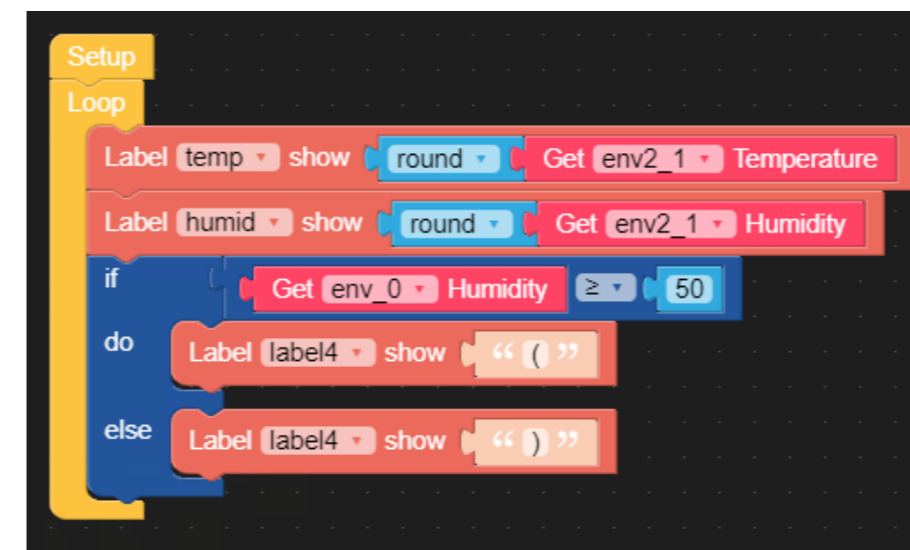 Setup
Loop
Label temp show round Get env2_1 Temperature
Label humid show round Get env2_1 Humidity
if Get env_0 Humidity ≥ 50
do Label label4 show “ ( ”
else Label label4 show “ ) ”